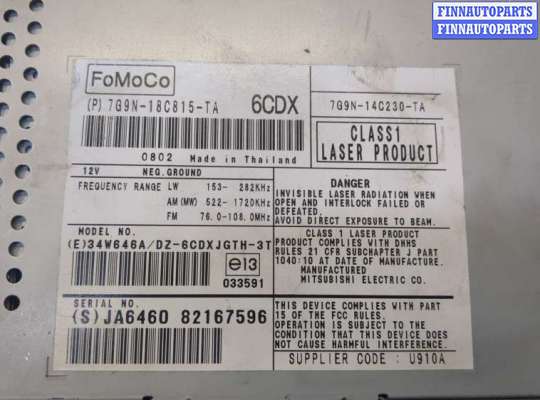 FINNAUTOPARTS
FINNAUTOPARTS
FoMoCo
(P) 7G9N-18C815-TA 6CDX
7G9N-14C230-TA
CLASS1
LASER PRODUCT
0802 Made in Thailand
12V NEG.GROUND
FREQUENCY RANGE LW 153- 282KHz
AM(MW) 522- 1720KHz
FM 76.0-108.0MHz
DANGER
INVISIBLE LASER RADIATION WHEN
OPEN AND INTERLOCK FAILED OR
DEFEATED.
AVOID DIRECT EXPOSURE TO BEAM.
MODEL NO.
(E)34W646A/DZ-6CDXJGTH-3T
e13
033591
CLASS 1 LASER PRODUCT
PRODUCT COMPLIES WITH DHHS
RULES 21 CFR SUBCHAPTER J PART
1040:10 AT DATE OF MANUFACTURE.
MANUFACTURED
MITSUBISHI ELECTRIC CO.
SERIAL NO.
(S)JA6460 82167596
THIS DEVICE COMPLIES WITH PART
15 OF THE FCC RULES.
OPERATION IS SUBJECT TO THE
CONDITION THAT THIS DEVICE DOES
NOT CAUSE HARMFUL INTERFERENCE.
SUPPLIER CODE : U910A